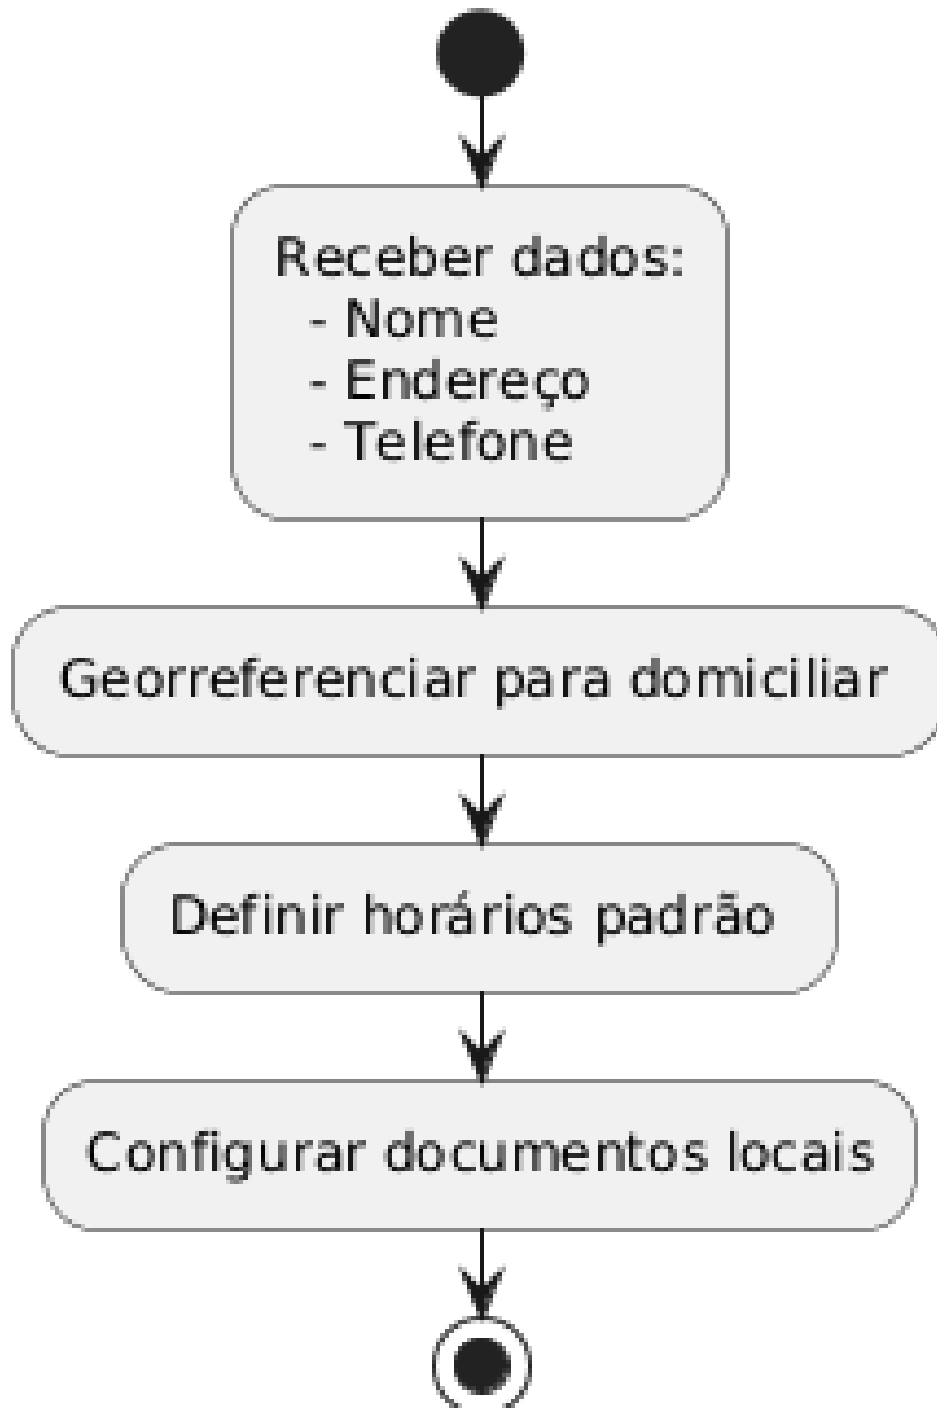 Receber dados:
- Nome
- Endereço
- Telefone
Georreferenciar para domiciliar
Definir horários padrão
Configurar documentos locais